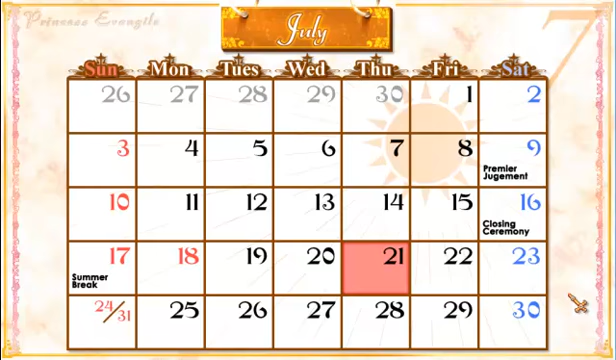 Princess Evangile
July
7
Sun Mon Tues Wed Thu Fri Sat
26 27 28 29 30 1 2
3 4 5 6 7 8 9
Premier
Jugement
10 11 12 13 14 15 16
Closing
Ceremony
17 18 19 20 21 22 23
Summer
Break
24/31 25 26 27 28 29 30